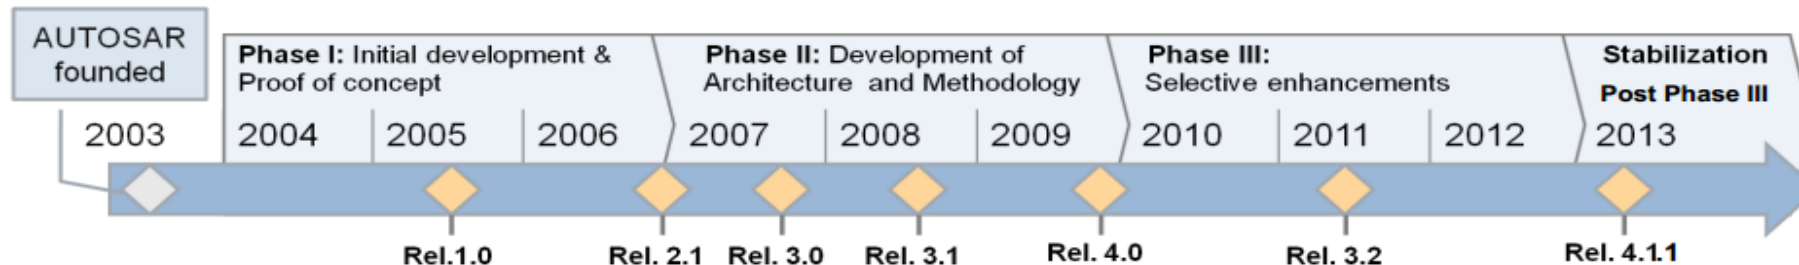 AUTOSAR
founded
Phase I: Initial development &
Proof of concept
Phase II: Development of
Architecture and Methodology
Phase III:
Selective enhancements
Stabilization
Post Phase III
2003
2004
2005
2006
2007
2008
2009
2010
2011
2012
2013
Rel.1.0
Rel. 2.1
Rel. 3.0
Rel. 3.1
Rel. 4.0
Rel. 3.2
Rel. 4.1.1